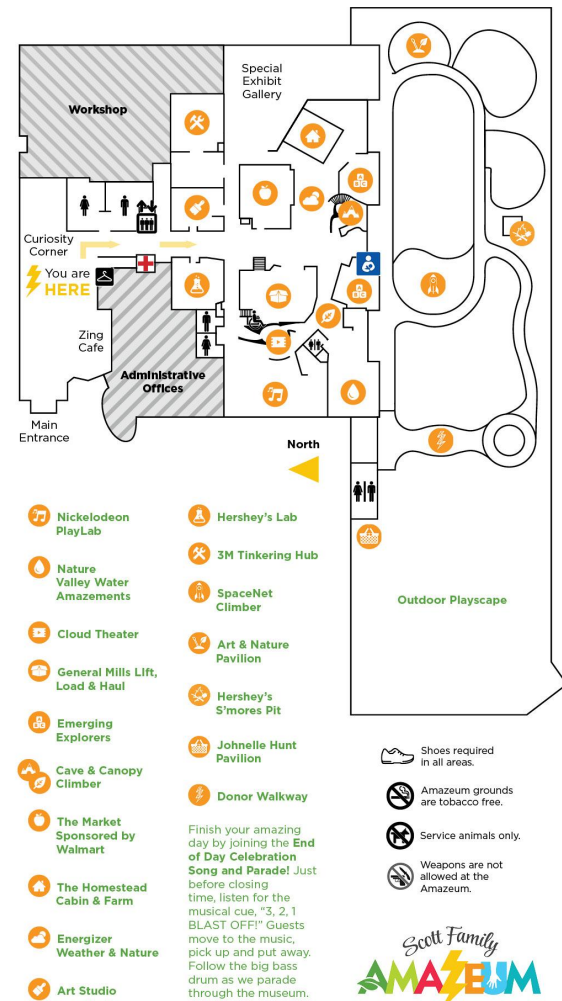 Special
Exhibit
Gallery
Workshop
A
B C
Curiosity
Corner
You are
HERE
A
B C
Zing
Cafe
Administrative
Offices
Main
Entrance
North
Outdoor Playscape
Nickelodeon
PlayLab
Nature
Valley Water
Amazements
Cloud Theater
General Mills LIft,
Load & Haul
Emerging
Explorers
Cave & Canopy
Climber
The Market
Sponsored by
Walmart
The Homestead
Cabin & Farm
Energizer
Weather & Nature
Art Studio
Hershey's Lab
3M Tinkering Hub
SpaceNet
Climber
Art & Nature
Pavilion
Hershey's
S'mores Pit
Johnelle Hunt
Pavilion
Donor Walkway
Finish your amazing
day by joining the End
of Day Celebration
Song and Parade! Just
before closing
time, listen for the
musical cue, "3, 2, 1
BLAST OFF!" Guests
move to the music,
pick up and put away.
Follow the big bass
drum as we parade
through the museum.
Shoes required
in all areas.
Amazeum grounds
are tobacco free.
Service animals only.
Weapons are not
allowed at the
Amazeum.
Scott Family
AMAZEUM